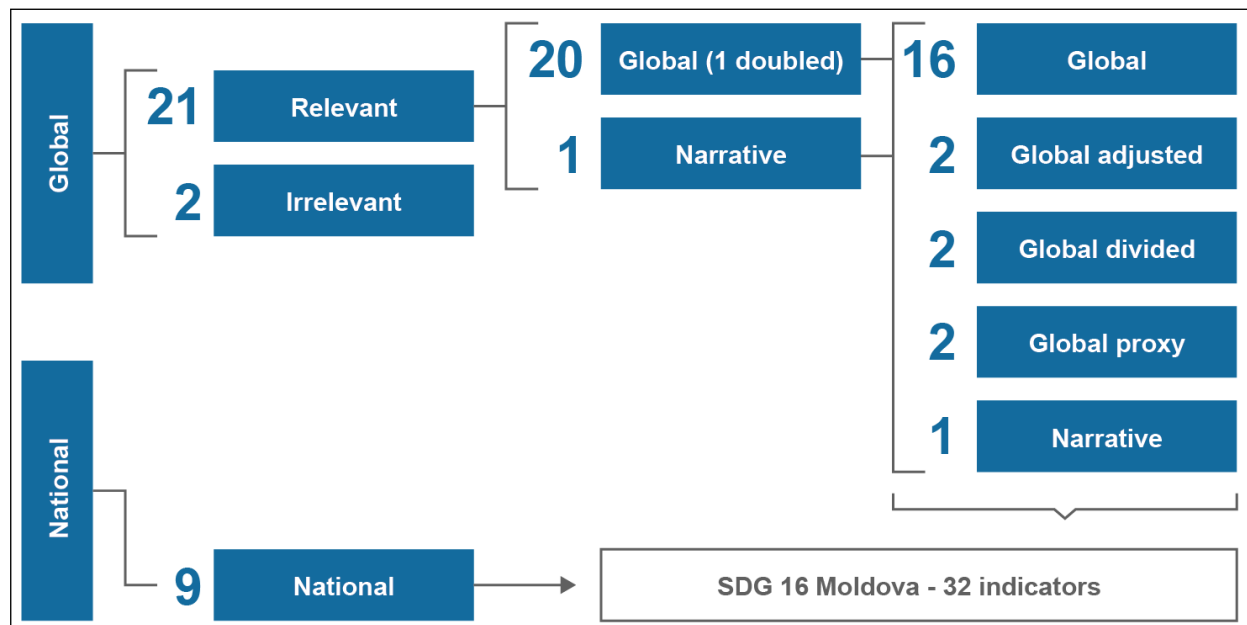 Global
21 Relevant
2 Irrelevant
20 Global (1 doubled)
1 Narrative
16 Global
2 Global adjusted
2 Global divided
2 Global proxy
1 Narrative
National
9 National
SDG 16 Moldova - 32 indicators